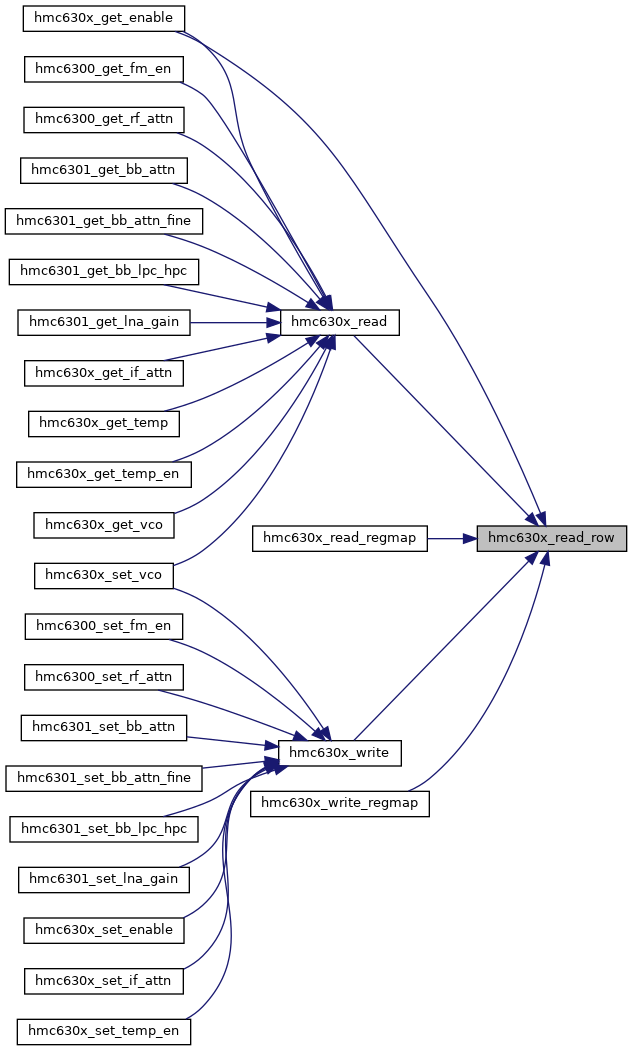 hmc630x_get_enable
hmc6300_get_fm_en
hmc6300_get_rf_attn
hmc6301_get_bb_attn
hmc6301_get_bb_attn_fine
hmc6301_get_bb_lpc_hpc
hmc6301_get_lna_gain
hmc630x_read
hmc630x_get_if_attn
hmc630x_get_temp
hmc630x_get_temp_en
hmc630x_get_vco
hmc630x_read_regmap
hmc630x_read_row
hmc630x_set_vco
hmc6300_set_fm_en
hmc6300_set_rf_attn
hmc6301_set_bb_attn
hmc630x_write
hmc6301_set_bb_attn_fine
hmc630x_write_regmap
hmc6301_set_bb_lpc_hpc
hmc6301_set_lna_gain
hmc630x_set_enable
hmc630x_set_if_attn
hmc630x_set_temp_en